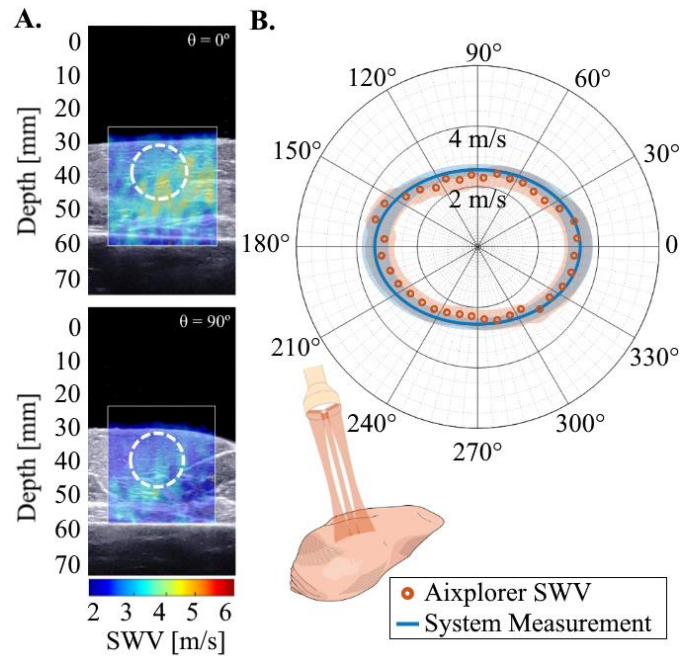 A.
B.
θ = 0º
0
10
20
30
40
50
60
70
Depth [mm]
θ = 90º
0
10
20
30
40
50
60
70
Depth [mm]
2 3 4 5 6
SWV [m/s]
90°
120°
60°
150°
30°
4 m/s
2 m/s
180°
0
210°
330°
240°
300°
270°
Aixplorer SWV
System Measurement